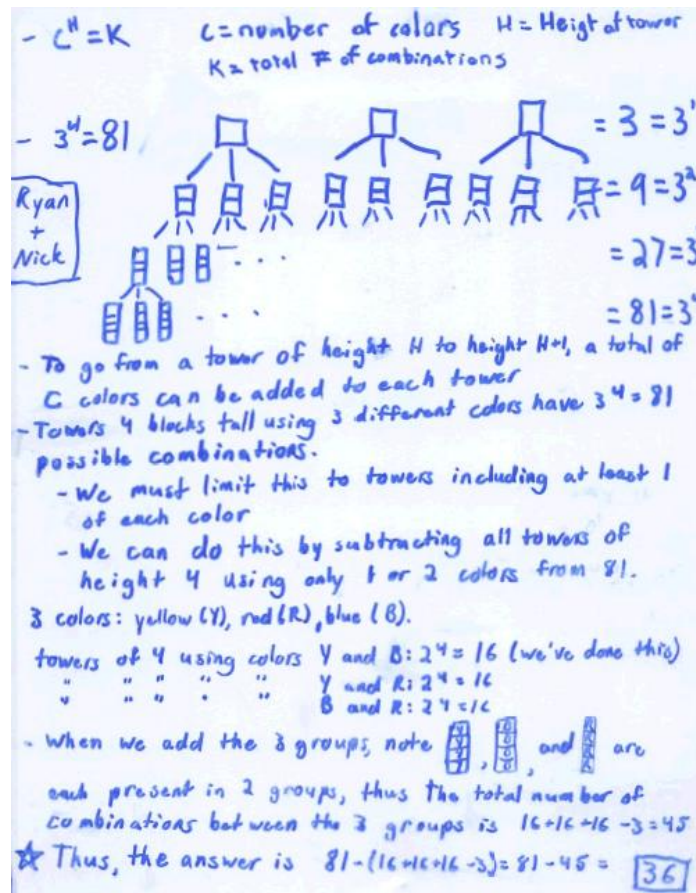 - C^H = K C = number of colors H = Heigt of tower
K = total # of combinations
- 3^4 = 81
= 3 = 3^1
Ryan
+
Nick
= 9 = 3^2
= 27 = 3
= 81 = 3
- To go from a tower of height H to height H+1, a total of
C colors can be added to each tower
- Towers 4 blocks tall using 3 different colors have 3^4 = 81
possible combinations.
- We must limit this to towers including at least 1
of each color
- We can do this by subtracting all towers of
height 4 using only 1 or 2 colors from 81.
3 colors: yellow (Y), red (R), blue (B).
towers of 4 using colors Y and B: 2^4 = 16 (we've done this)
" " " " " Y and R: 2^4 = 16
B and R: 2^4 = 16
- When we add the 3 groups, note , , and are
each present in 2 groups, thus the total number of
combinations between the 3 groups is 16+16+16-3=45
☆ Thus, the answer is 81-(16+16+16-3)=81-45= 36